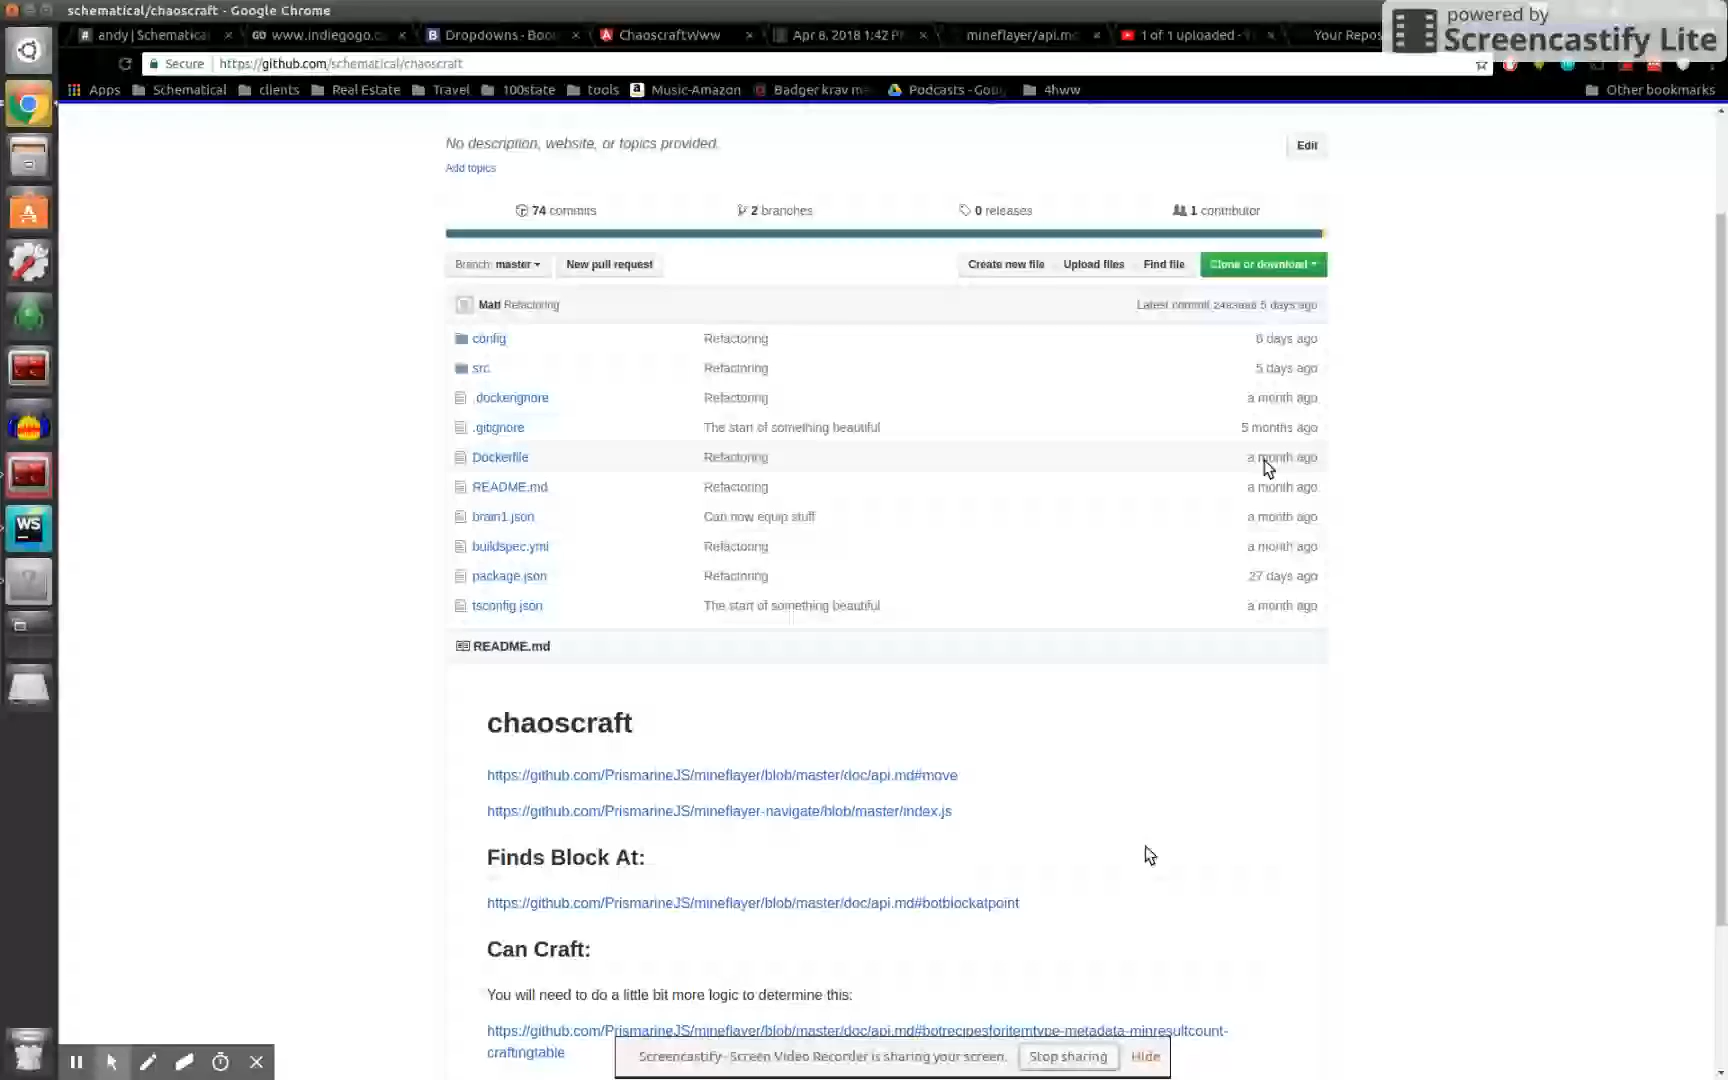 schematical/chaoscraft - Google Chrome
powered by
Screencastify Lite
andy | Schematical
www.indiegogo.c
Dropdowns - Boo
ChaoscraftWww
Apr 8, 2018 1:42 P
mineflayer/api.m
1 of 1 uploaded -
Your Repos
Secure
https://github.com/schematical/chaoscraft
Apps
Schematical
clients
Real Estate
Travel
100state
tools
Music-Amazon
Badger krav m
Podcasts - Goog
4hww
Other bookmarks
No description, website, or topics provided.
Edit
Add topics
74 commits
2 branches
0 releases
1 contributor
Branch: master
New pull request
Create new file
Upload files
Find file
Clone or download
Matt Refactoring
Latest commit
5 days ago
config
Refactoring
6 days ago
src
Refactoring
5 days ago
.dockerignore
Refactoring
a month ago
.gitignore
The start of something beautiful
5 months ago
Dockerfile
Refactoring
a month ago
README.md
Refactoring
a month ago
brain1.json
Can now equip stuff
a month ago
buildspec.yml
Refactoring
a month ago
package.json
Refactoring
27 days ago
tsconfig.json
The start of something beautiful
a month ago
README.md
chaoscraft
https://github.com/PrismarineJS/mineflayer/blob/master/doc/api.md#move
https://github.com/PrismarineJS/mineflayer-navigate/blob/master/index.js
Finds Block At:
https://github.com/PrismarineJS/mineflayer/blob/master/doc/api.md#botblockatpoint
Can Craft:
You will need to do a little bit more logic to determine this:
https://github.com/PrismarineJS/mineflayer/blob/master/doc/api.md#botrecipesforitemtype-metadata-minresultcount-
craftingtable
Screencastify - Screen Video Recorder is sharing your screen.
Stop sharing
Hide
WS